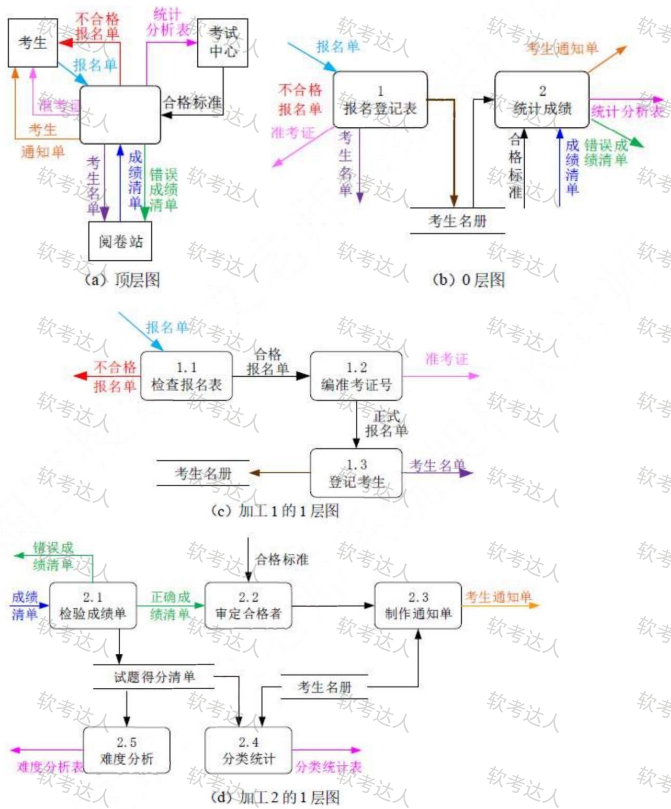 考生
不合格
报名单
统计
分析表
考试
中心
报名单
准考证
合格标准
考生
通知单
考生名单
成绩清单
错误成绩清单
阅卷站
(a) 顶层图
报名单
不合格
报名单
准考证
1
报名登记表
考生名单
考生名册
2
统计成绩
考生通知单
统计分析表
合格标准
成绩清单
错误成
绩清单
(b) 0层图
报名单
不合格
报名单
1.1
检查报名表
合格
报名单
1.2
编准考证号
准考证
正式
报名单
考生名册
1.3
登记考生
考生名单
(c) 加工1的1层图
错误成
绩清单
合格标准
成绩
清单
2.1
检验成绩单
正确成
绩清单
2.2
审定合格者
2.3
制作通知单
考生通知单
试题得分清单
考生名册
2.5
难度分析
2.4
分类统计
难度分析表
分类统计表
(d) 加工2的1层图
软考达人